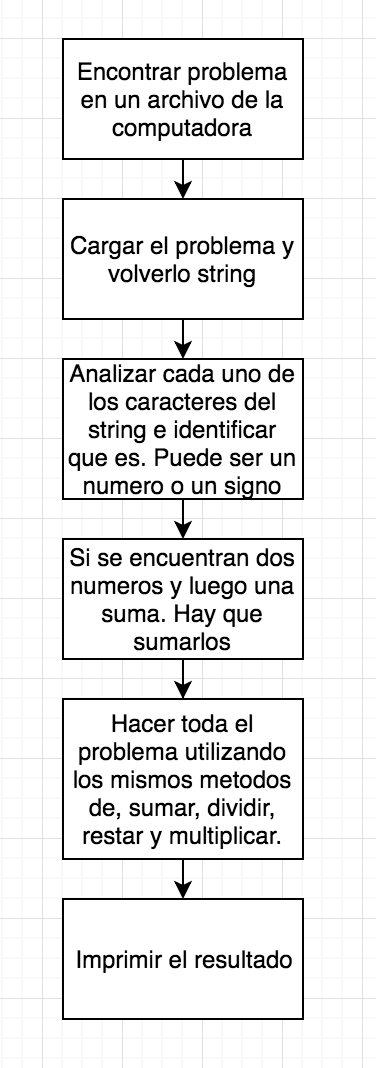 Encontrar problema
en un archivo de la
computadora
Cargar el problema y
volverlo string
Analizar cada uno de
los caracteres del
string e identificar
que es. Puede ser un
numero o un signo
Si se encuentran dos
numeros y luego una
suma. Hay que
sumarlos
Hacer toda el
problema utilizando
los mismos metodos
de, sumar, dividir,
restar y multiplicar.
Imprimir el resultado